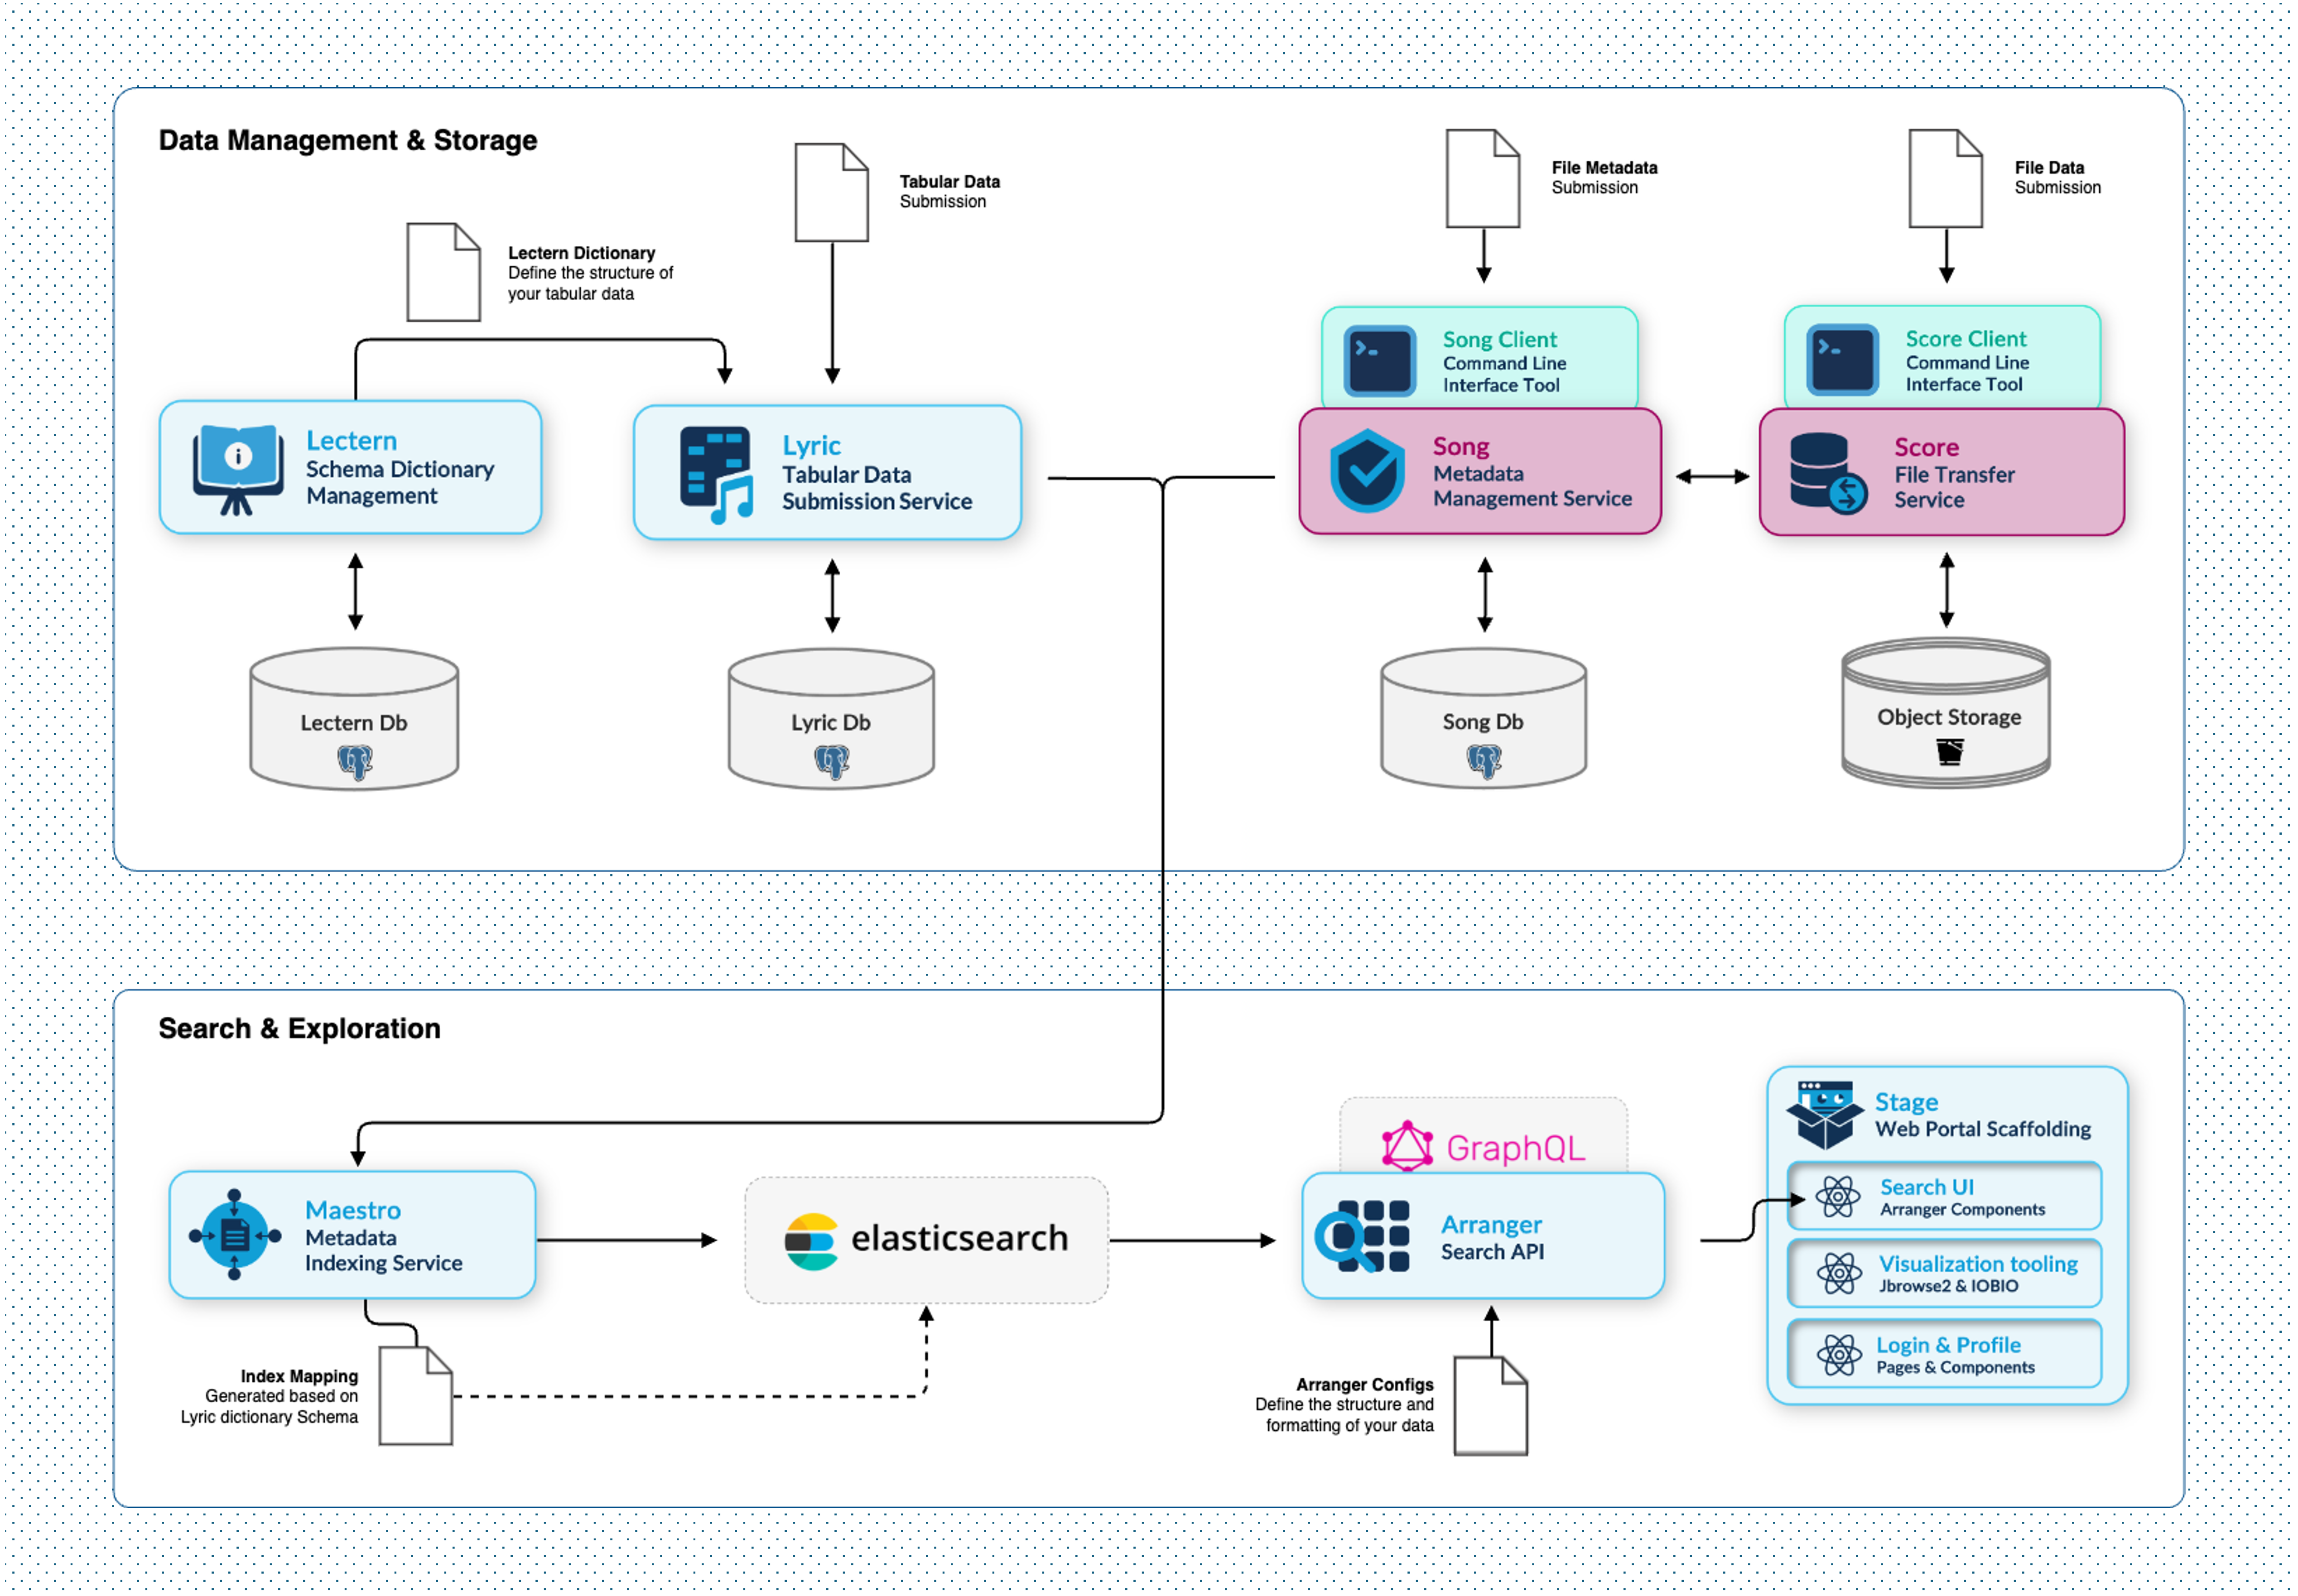 Data Management & Storage
Tabular Data
Submission
File Metadata
Submission
File Data
Submission
Lectern Dictionary
Define the structure of
your tabular data
Song Client
Command Line
Interface Tool
Score Client
Command Line
Interface Tool
Lectern
Schema Dictionary
Management
Lyric
Tabular Data
Submission Service
Song
Metadata
Management Service
Score
File Transfer
Service
Lectern Db
Lyric Db
Song Db
Object Storage
Search & Exploration
GraphQL
Stage
Web Portal Scaffolding
Maestro
Metadata
Indexing Service
elasticsearch
Arranger
Search API
Search UI
Arranger Components
Visualization tooling
Jbrowse2 & IOBIO
Login & Profile
Pages & Components
Index Mapping
Generated based on
Lyric dictionary Schema
Arranger Configs
Define the structure and
formatting of your data